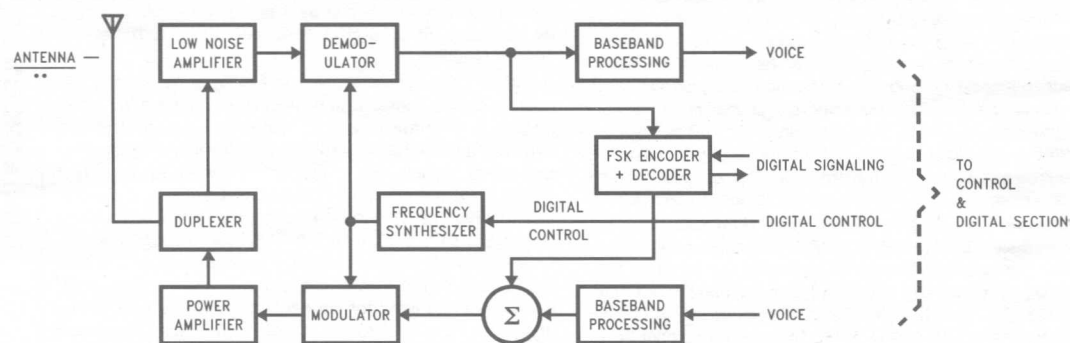 ANTENNA
LOW NOISE
AMPLIFIER
DEMOD-
ULATOR
BASEBAND
PROCESSING
VOICE
FSK ENCODER
+ DECODER
DIGITAL SIGNALING
TO
CONTROL
&
DIGITAL SECTION
DUPLEXER
FREQUENCY
SYNTHESIZER
DIGITAL
CONTROL
DIGITAL CONTROL
POWER
AMPLIFIER
MODULATOR
Σ
BASEBAND
PROCESSING
VOICE